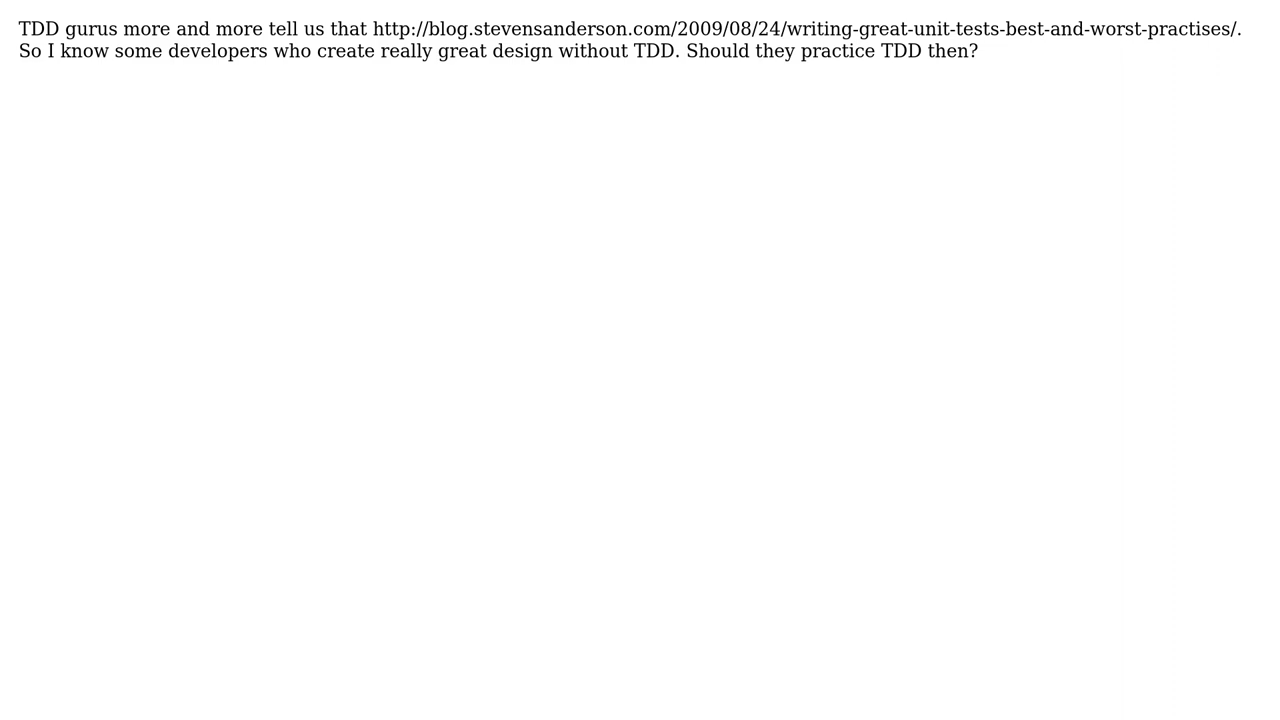 TDD gurus more and more tell us that http://blog.stevensanderson.com/2009/08/24/writing-great-unit-tests-best-and-worst-practises/.
So I know some developers who create really great design without TDD. Should they practice TDD then?